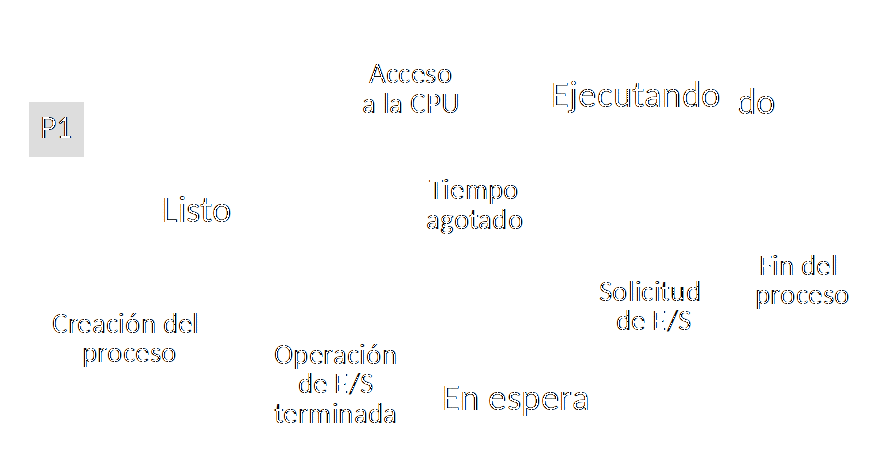 Acceso
a la CPU
Ejecutando
do
P1
Tiempo
agotado
Listo
Fin del
proceso
Solicitud
de E/S
Creación del
proceso
Operación
de E/S
terminada
En espera